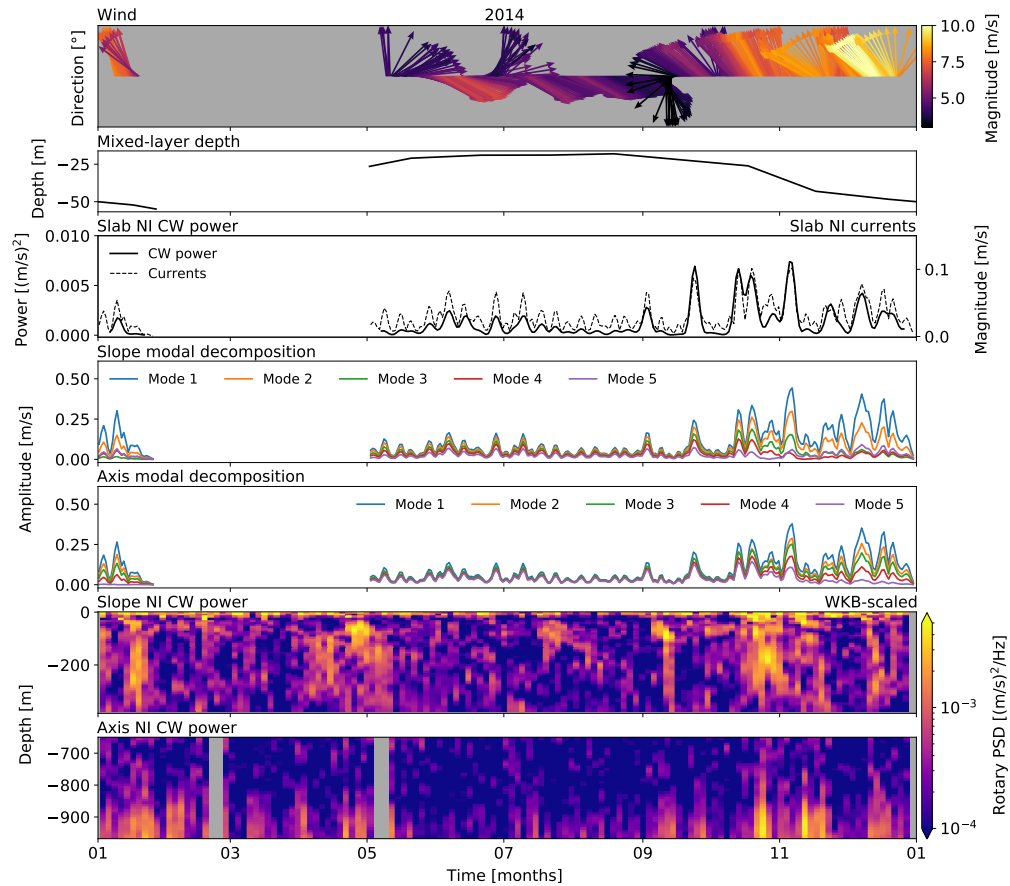 Wind 2014
Direction [°]
10.0
5.0
Magnitude [m/s]
Mixed-layer depth
Depth [m]
−25
−50
Slab NI CW power Slab NI currents
Power [(m/s)²]
0.010
0.005
0.000
CW power
Currents
0.1
0.0
Magnitude [m/s]
Slope modal decomposition
Amplitude [m/s]
0.50
0.25
0.00
Mode 1 Mode 2 Mode 3 Mode 4 Mode 5
Axis modal decomposition
0.50
0.25
0.00
Mode 1 Mode 2 Mode 3 Mode 4 Mode 5
Slope NI CW power WKB-scaled
Depth [m]
0
−200
Axis NI CW power
−700
−800
−900
10⁻³
10⁻⁴
Rotary PSD [(m/s)²/Hz]
01 03 05 07 09 11 01
Time [months]